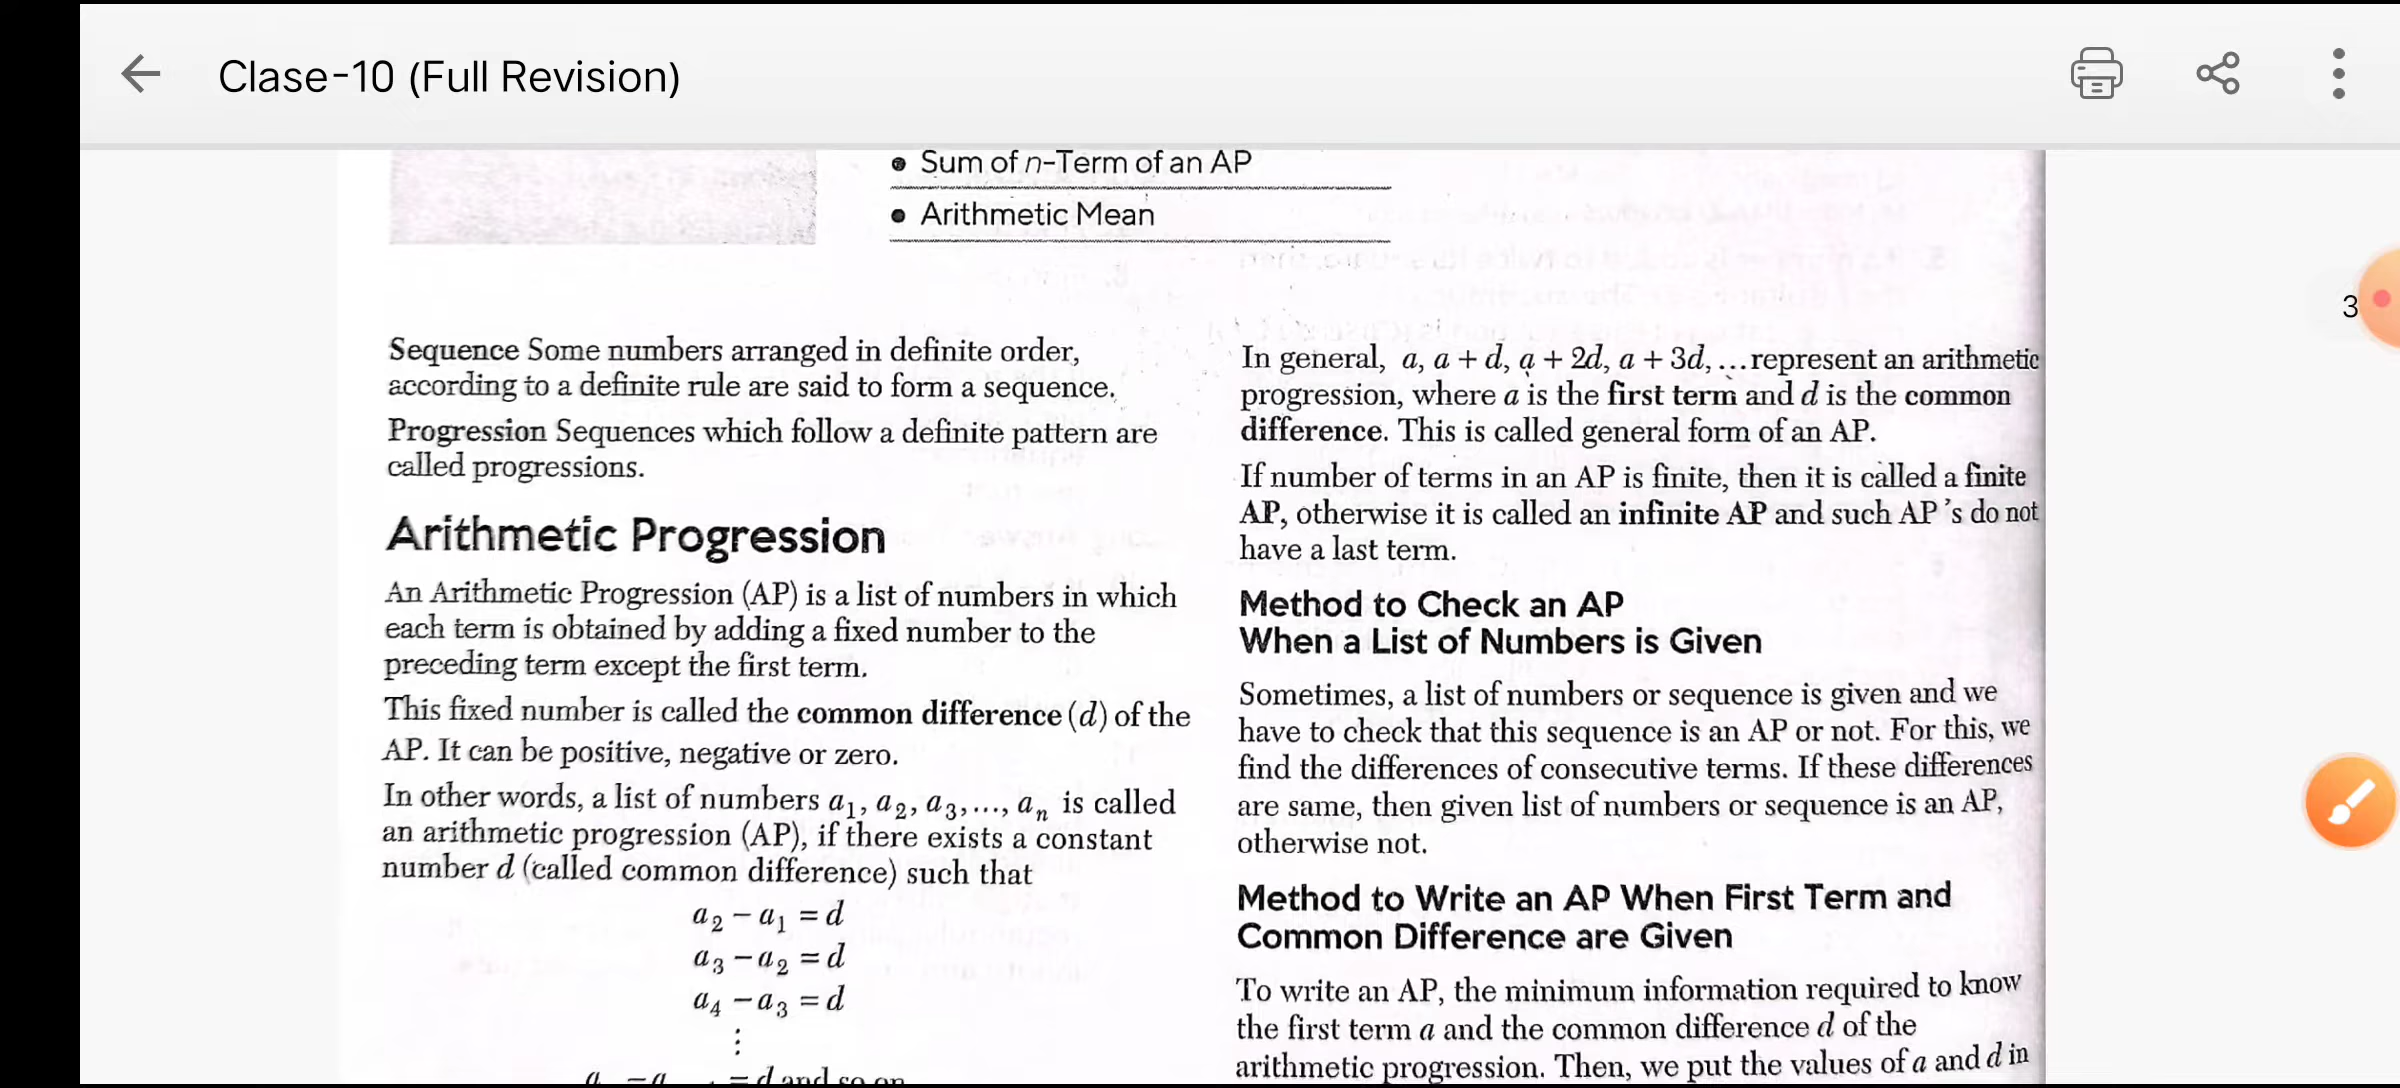 Clase-10 (Full Revision)
• Sum of n-Term of an AP
• Arithmetic Mean
3
Sequence Some numbers arranged in definite order,
according to a definite rule are said to form a sequence.
Progression Sequences which follow a definite pattern are
called progressions.
Arithmetic Progression
An Arithmetic Progression (AP) is a list of numbers in which
each term is obtained by adding a fixed number to the
preceding term except the first term.
This fixed number is called the common difference (d) of the
AP. It can be positive, negative or zero.
In other words, a list of numbers a₁, a₂, a₃,..., aₙ is called
an arithmetic progression (AP), if there exists a constant
number d (called common difference) such that
a₂ – a₁ = d
a₃ – a₂ = d
a₄ – a₃ = d
⋮
= d and so on
In general, a, a + d, a + 2d, a + 3d, ...represent an arithmetic
progression, where a is the first term and d is the common
difference. This is called general form of an AP.
If number of terms in an AP is finite, then it is called a finite
AP, otherwise it is called an infinite AP and such AP's do not
have a last term.
Method to Check an AP
When a List of Numbers is Given
Sometimes, a list of numbers or sequence is given and we
have to check that this sequence is an AP or not. For this, we
find the differences of consecutive terms. If these differences
are same, then given list of numbers or sequence is an AP,
otherwise not.
Method to Write an AP When First Term and
Common Difference are Given
To write an AP, the minimum information required to know
the first term a and the common difference d of the
arithmetic progression. Then, we put the values of a and d in